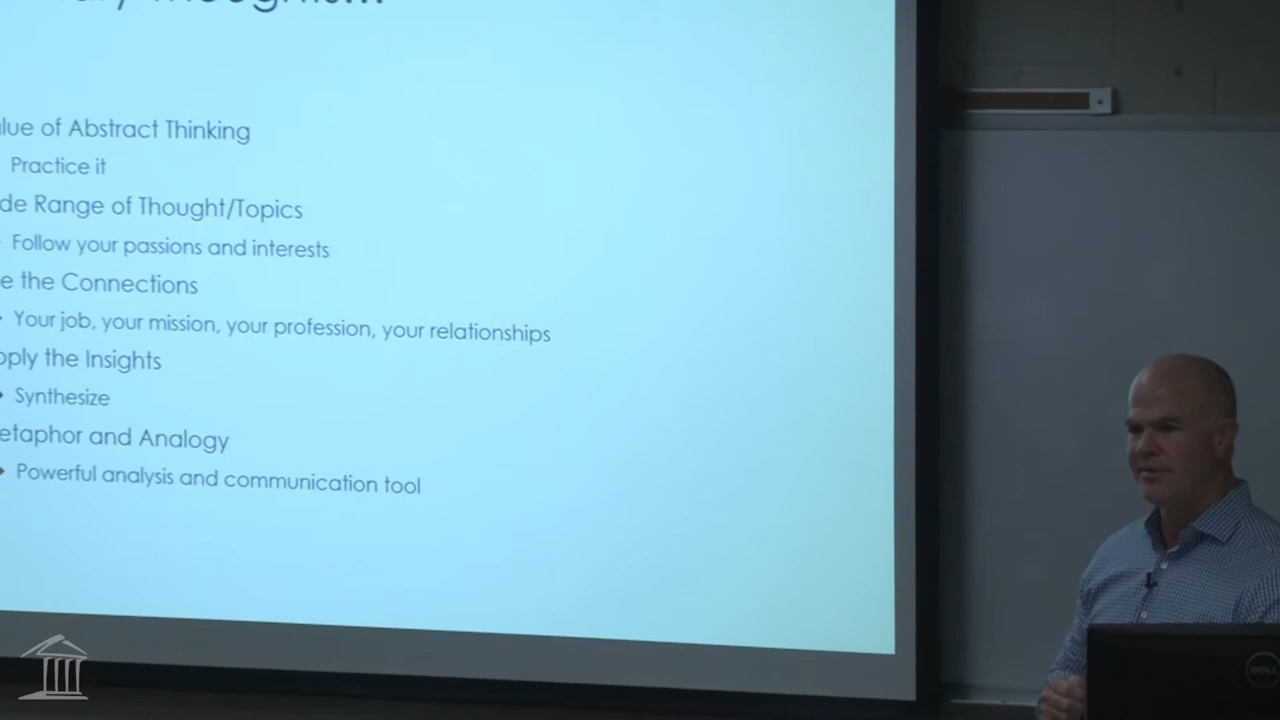 lue of Abstract Thinking
Practice it
de Range of Thought/Topics
Follow your passions and interests
e the Connections
Your job, your mission, your profession, your relationships
pply the Insights
Synthesize
etaphor and Analogy
Powerful analysis and communication tool
DELL